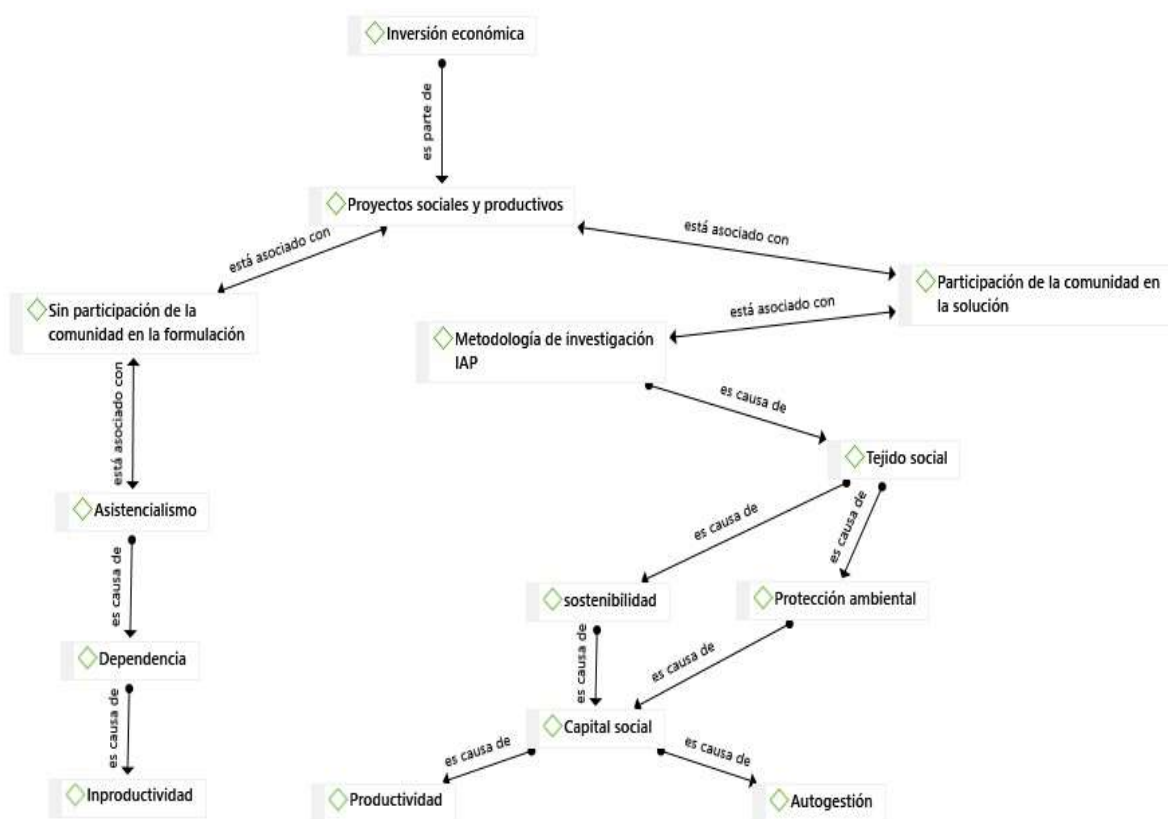 Inversión económica
es parte de
Proyectos sociales y productivos
está asociado con
está asociado con
Sin participación de la
comunidad en la formulación
Participación de la comunidad en
la solución
está asociado con
Metodología de investigación
IAP
está asociado con
es causa de
Tejido social
Asistencialismo
es causa de
es causa de
es causa de
sostenibilidad
Protección ambiental
Dependencia
es causa de
es causa de
es causa de
Capital social
es causa de
es causa de
Inproductividad
Productividad
Autogestión